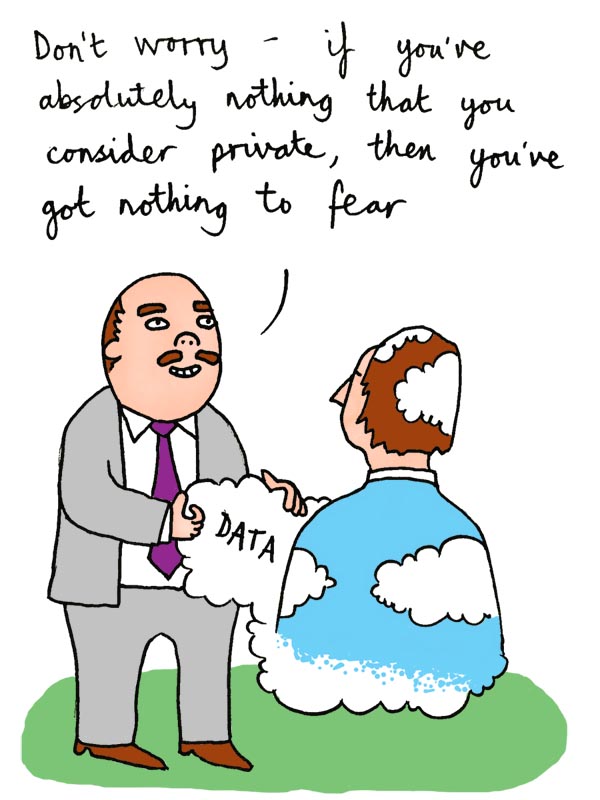 Don't worry - if you've
absolutely nothing that you
consider private, then you've
got nothing to fear
DATA